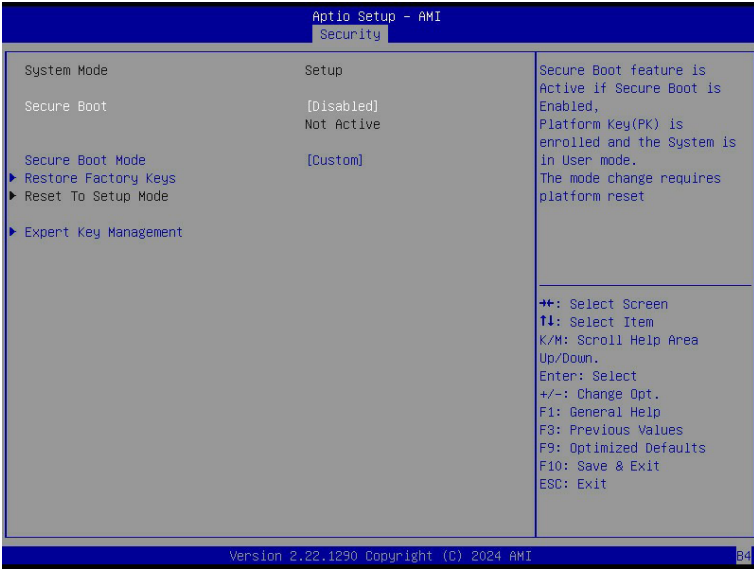 Aptio Setup - AMI
Security
System Mode Setup
Secure Boot [Disabled]
Not Active
Secure Boot Mode [Custom]
▶ Restore Factory Keys
▶ Reset To Setup Mode
▶ Expert Key Management
Secure Boot feature is
Active if Secure Boot is
Enabled,
Platform Key(PK) is
enrolled and the System is
in User mode.
The mode change requires
platform reset
→←: Select Screen
↑↓: Select Item
K/M: Scroll Help Area
Up/Down.
Enter: Select
+/-: Change Opt.
F1: General Help
F3: Previous Values
F9: Optimized Defaults
F10: Save & Exit
ESC: Exit
Version 2.22.1290 Copyright (C) 2024 AMI
B4